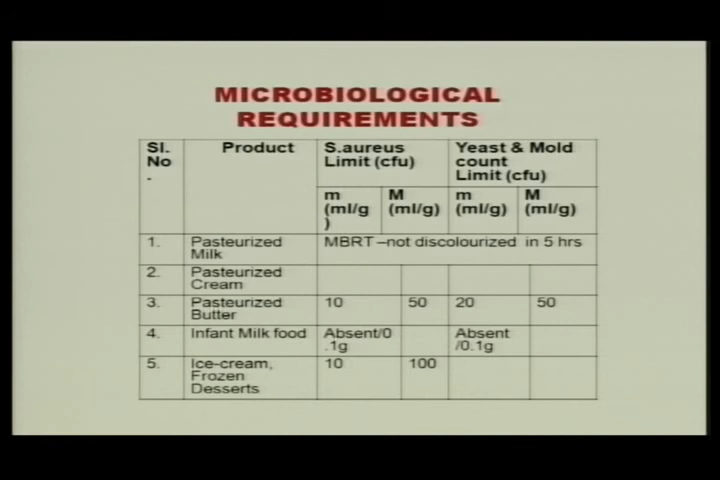 MICROBIOLOGICAL
REQUIREMENTS
Sl. Product S.aureus Yeast & Mold
No Limit (cfu) count
. Limit (cfu)
m M m M
(ml/g (ml/g) (ml/g) (ml/g)
)
1. Pasteurized MBRT –not discolourized in 5 hrs
Milk
2. Pasteurized
Cream
3. Pasteurized 10 50 20 50
Butter
4. Infant Milk food Absent/0 Absent
.1g /0.1g
5. Ice-cream, 10 100
Frozen
Desserts